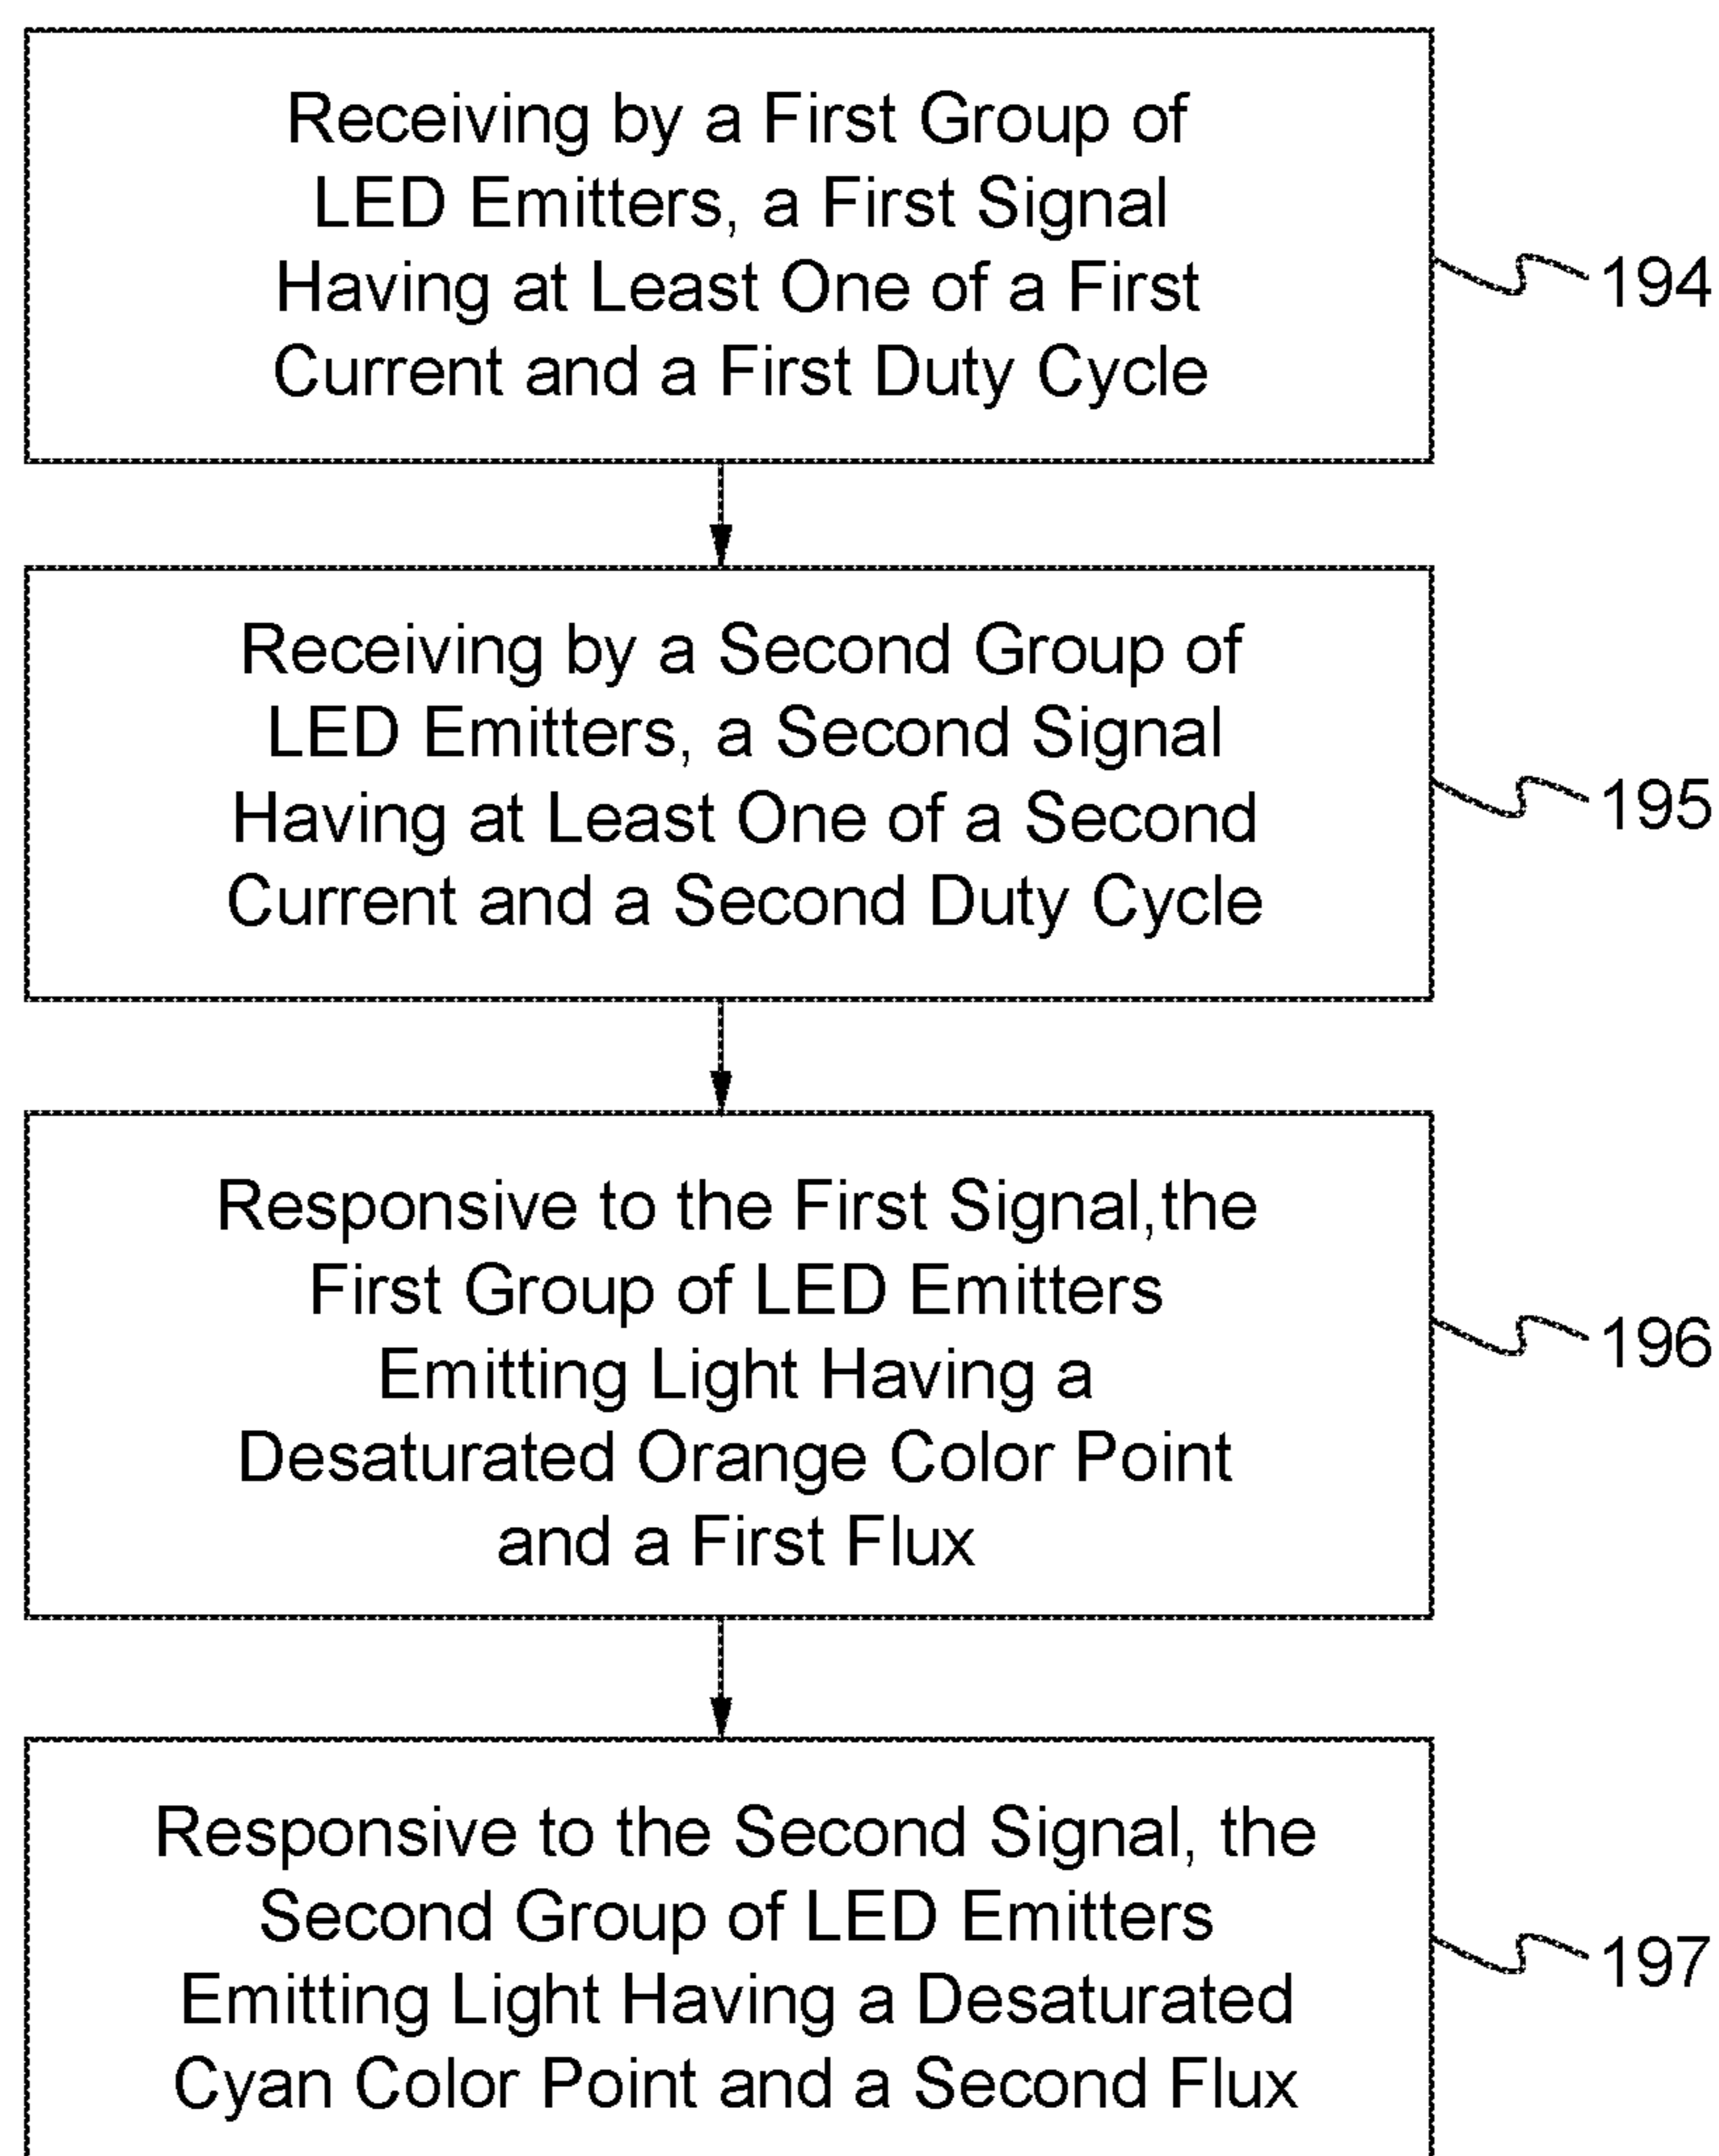 Receiving by a First Group of
LED Emitters, a First Signal
Having at Least One of a First
Current and a First Duty Cycle
194
Receiving by a Second Group of
LED Emitters, a Second Signal
Having at Least One of a Second
Current and a Second Duty Cycle
195
Responsive to the First Signal,the
First Group of LED Emitters
Emitting Light Having a
Desaturated Orange Color Point
and a First Flux
196
Responsive to the Second Signal, the
Second Group of LED Emitters
Emitting Light Having a Desaturated
Cyan Color Point and a Second Flux
197